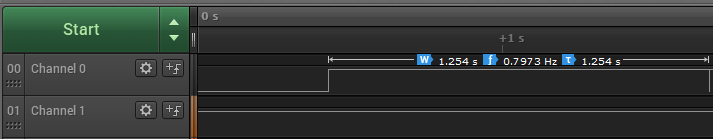 Start
0 s
+1 s
00 Channel 0
W 1.254 s f 0.7973 Hz τ 1.254 s
01 Channel 1